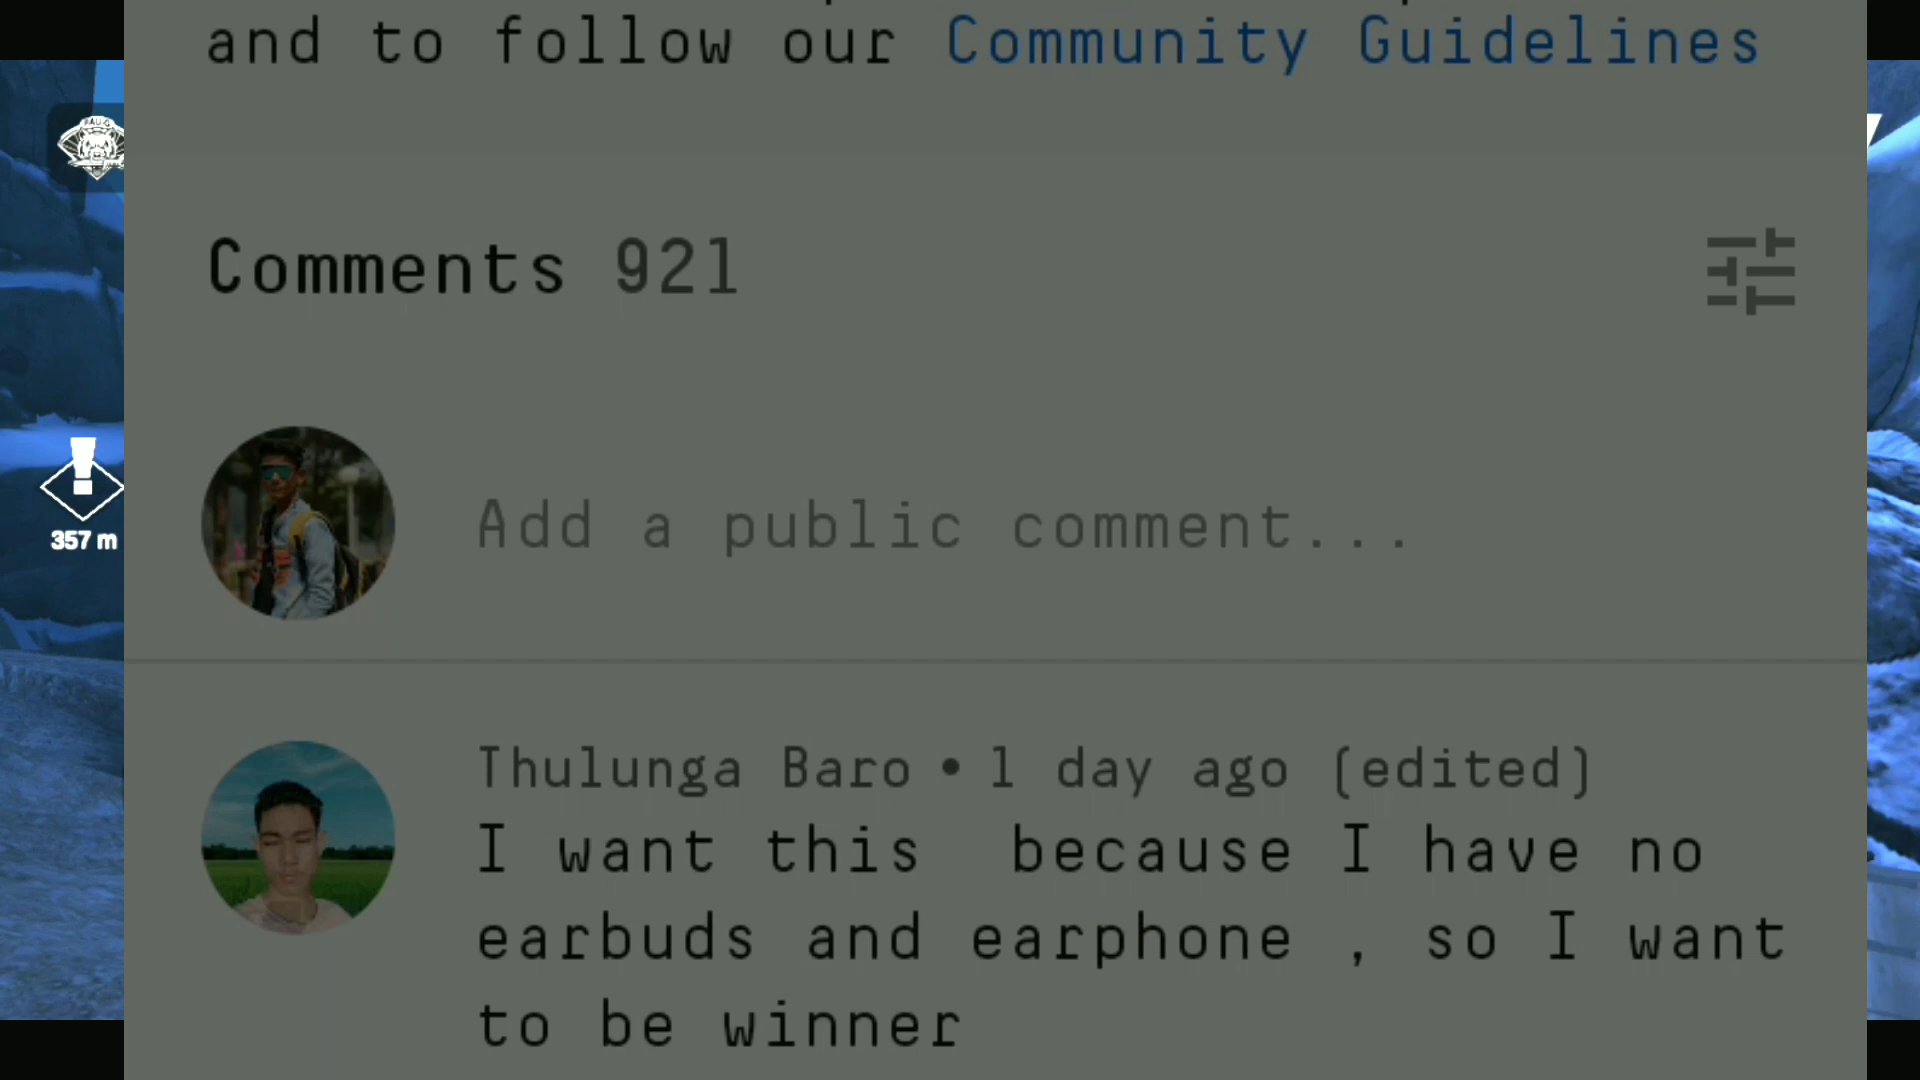 and to follow our Community Guidelines
FAU-G
Comments 921
357 m
Add a public comment...
Thulunga Baro • 1 day ago (edited)
I want this because I have no
earbuds and earphone , so I want
to be winner